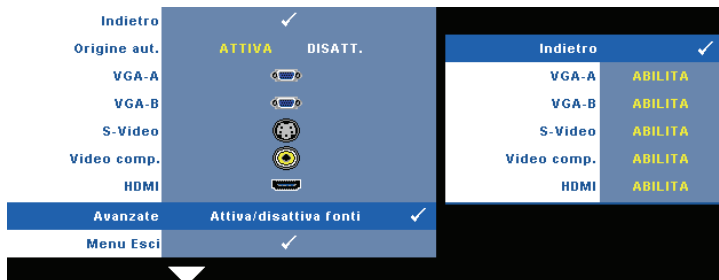 Indietro
Origine aut. ATTIVA DISATT.
VGA-A
VGA-B
S-Video
Video comp.
HDMI
Avanzate Attiva/disattiva fonti
Menu Esci
Indietro
VGA-A ABILITA
VGA-B ABILITA
S-Video ABILITA
Video comp. ABILITA
HDMI ABILITA